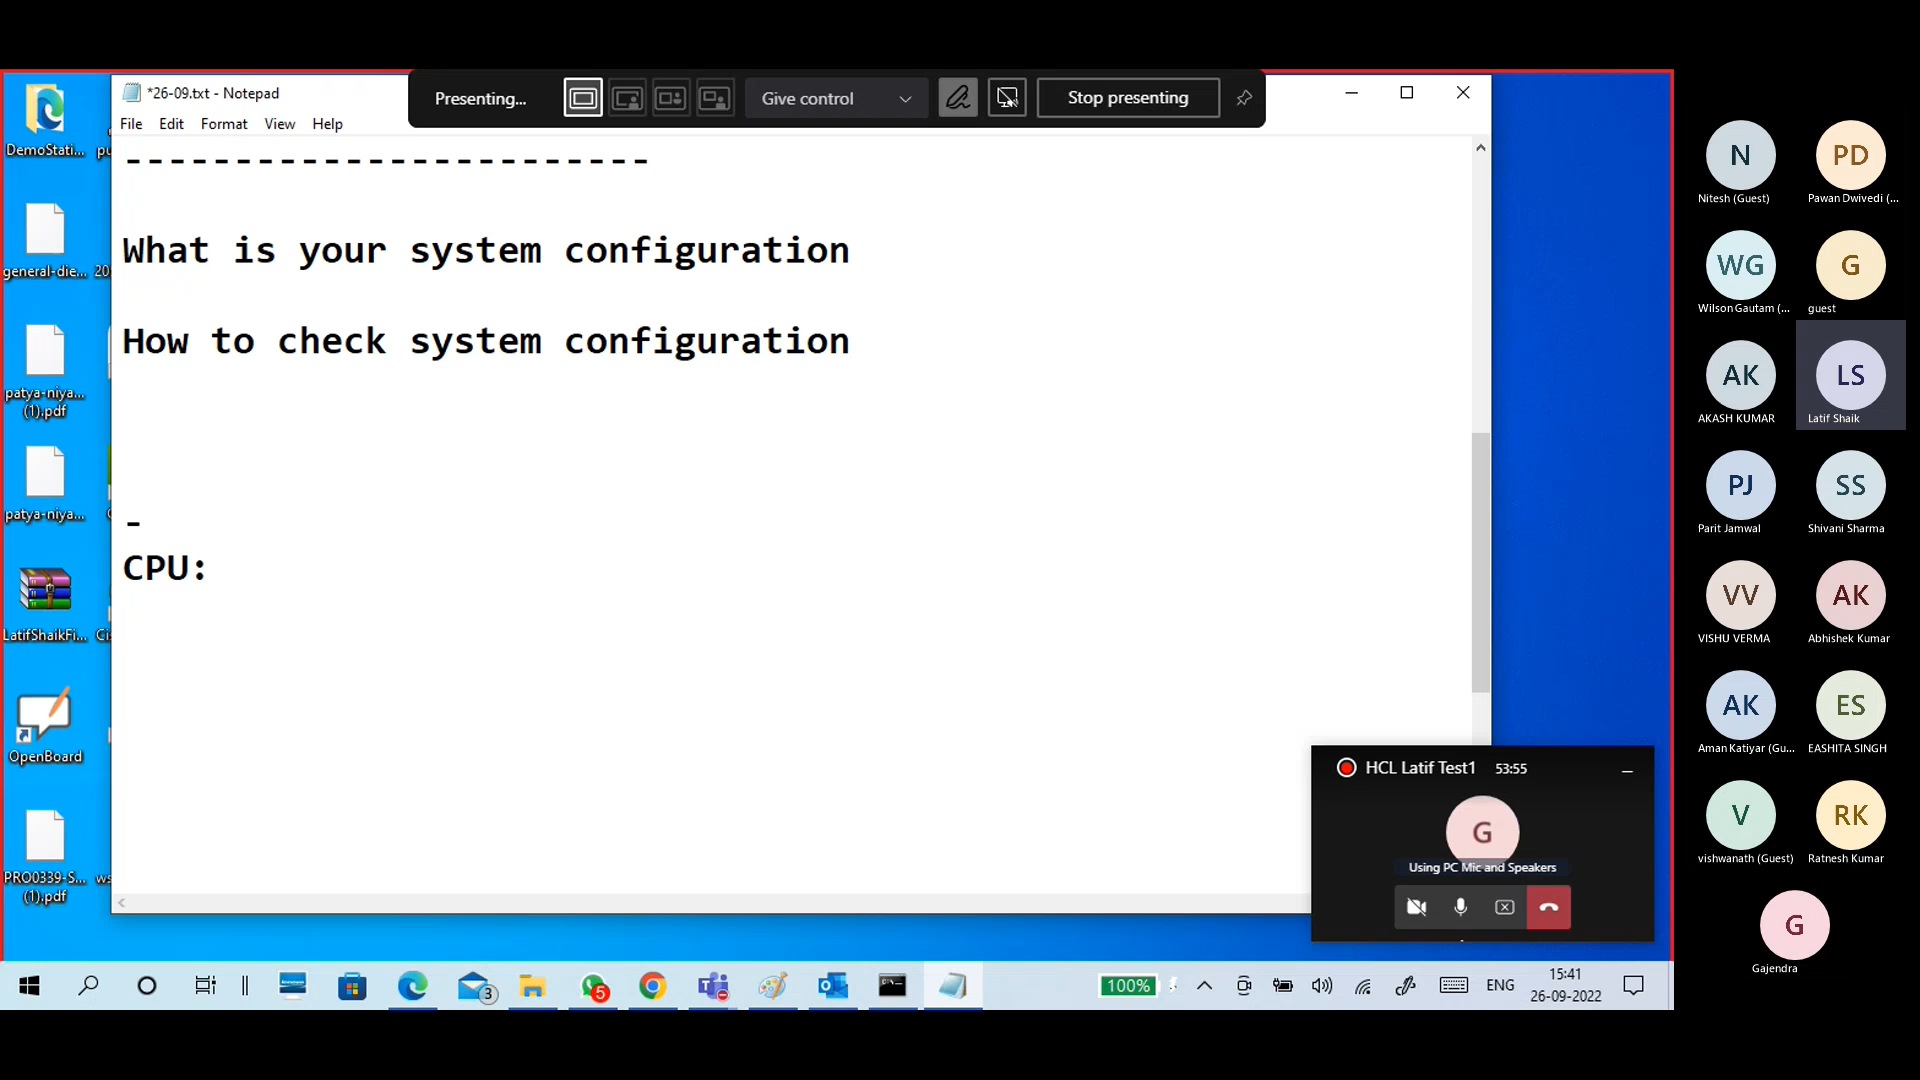 *26-09.txt - Notepad
Presenting...
Give control
Stop presenting
File Edit Format View Help
------------------------
What is your system configuration
How to check system configuration
-
CPU:
DemoStati...
general-die...
patya-niya...
(1).pdf
patya-niya...
LatifShaikFi...
OpenBoard
PRO0339-S...
(1).pdf
HCL Latif Test1 53:55
G
Using PC Mic and Speakers
3
5
100%
ENG
15:41
26-09-2022
N
Nitesh (Guest)
PD
Pawan Dwivedi (...
WG
Wilson Gautam (...
G
guest
AK
AKASH KUMAR
LS
Latif Shaik
PJ
Parit Jamwal
SS
Shivani Sharma
VV
VISHU VERMA
AK
Abhishek Kumar
AK
Aman Katiyar (Gu...
ES
EASHITA SINGH
V
vishwanath (Guest)
RK
Ratnesh Kumar
G
Gajendra